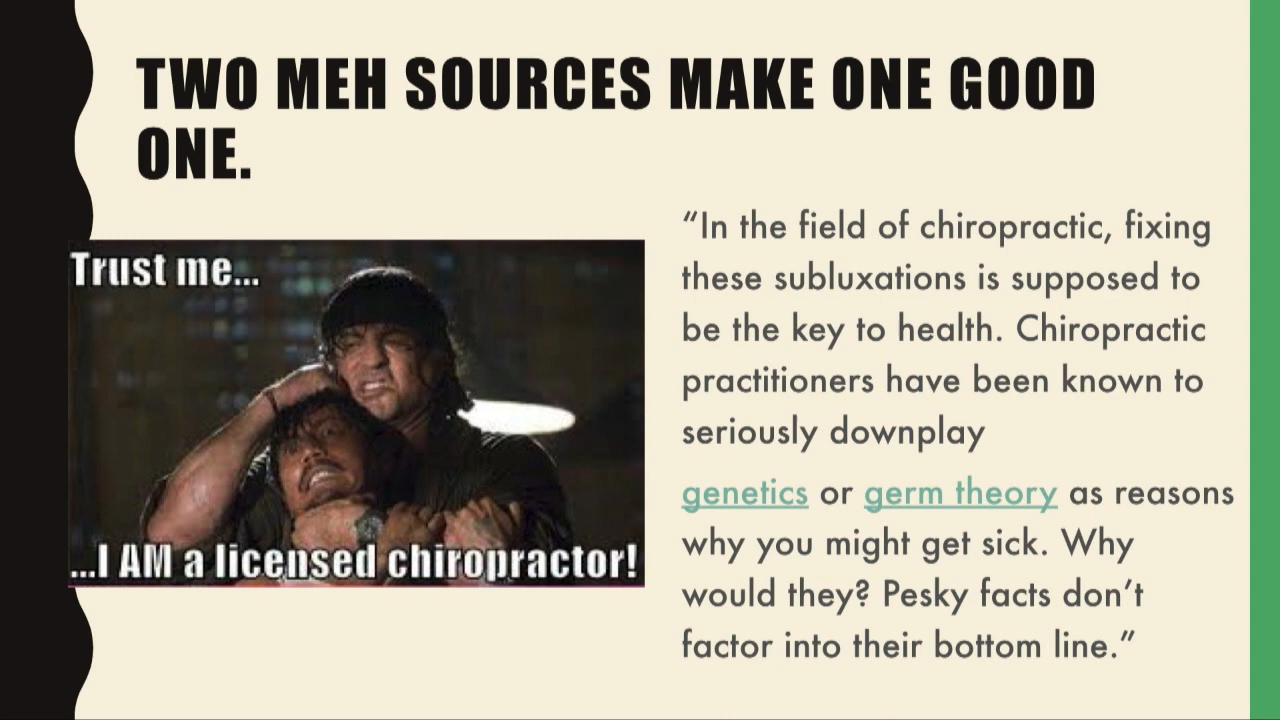 TWO MEH SOURCES MAKE ONE GOOD
ONE.
Trust me...
...I AM a licensed chiropractor!
“In the field of chiropractic, fixing
these subluxations is supposed to
be the key to health. Chiropractic
practitioners have been known to
seriously downplay
genetics or germ theory as reasons
why you might get sick. Why
would they? Pesky facts don’t
factor into their bottom line.”